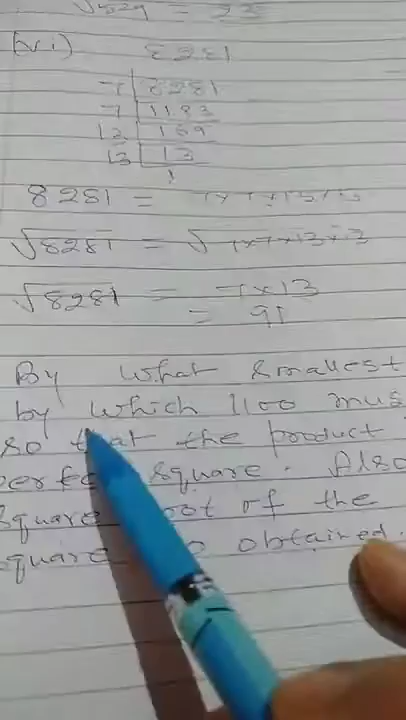 √529 = 23
(vi) 8281
7 | 8281
7 | 1183
13 | 169
13 | 13
1
8281 = 7×7×13×13
√8281 = √7×7×13×13
√8281 = 7×13
= 91
By what smallest
by which 1100 mus
so that the product
perfe square. Also
square oot of the
square so obtained.